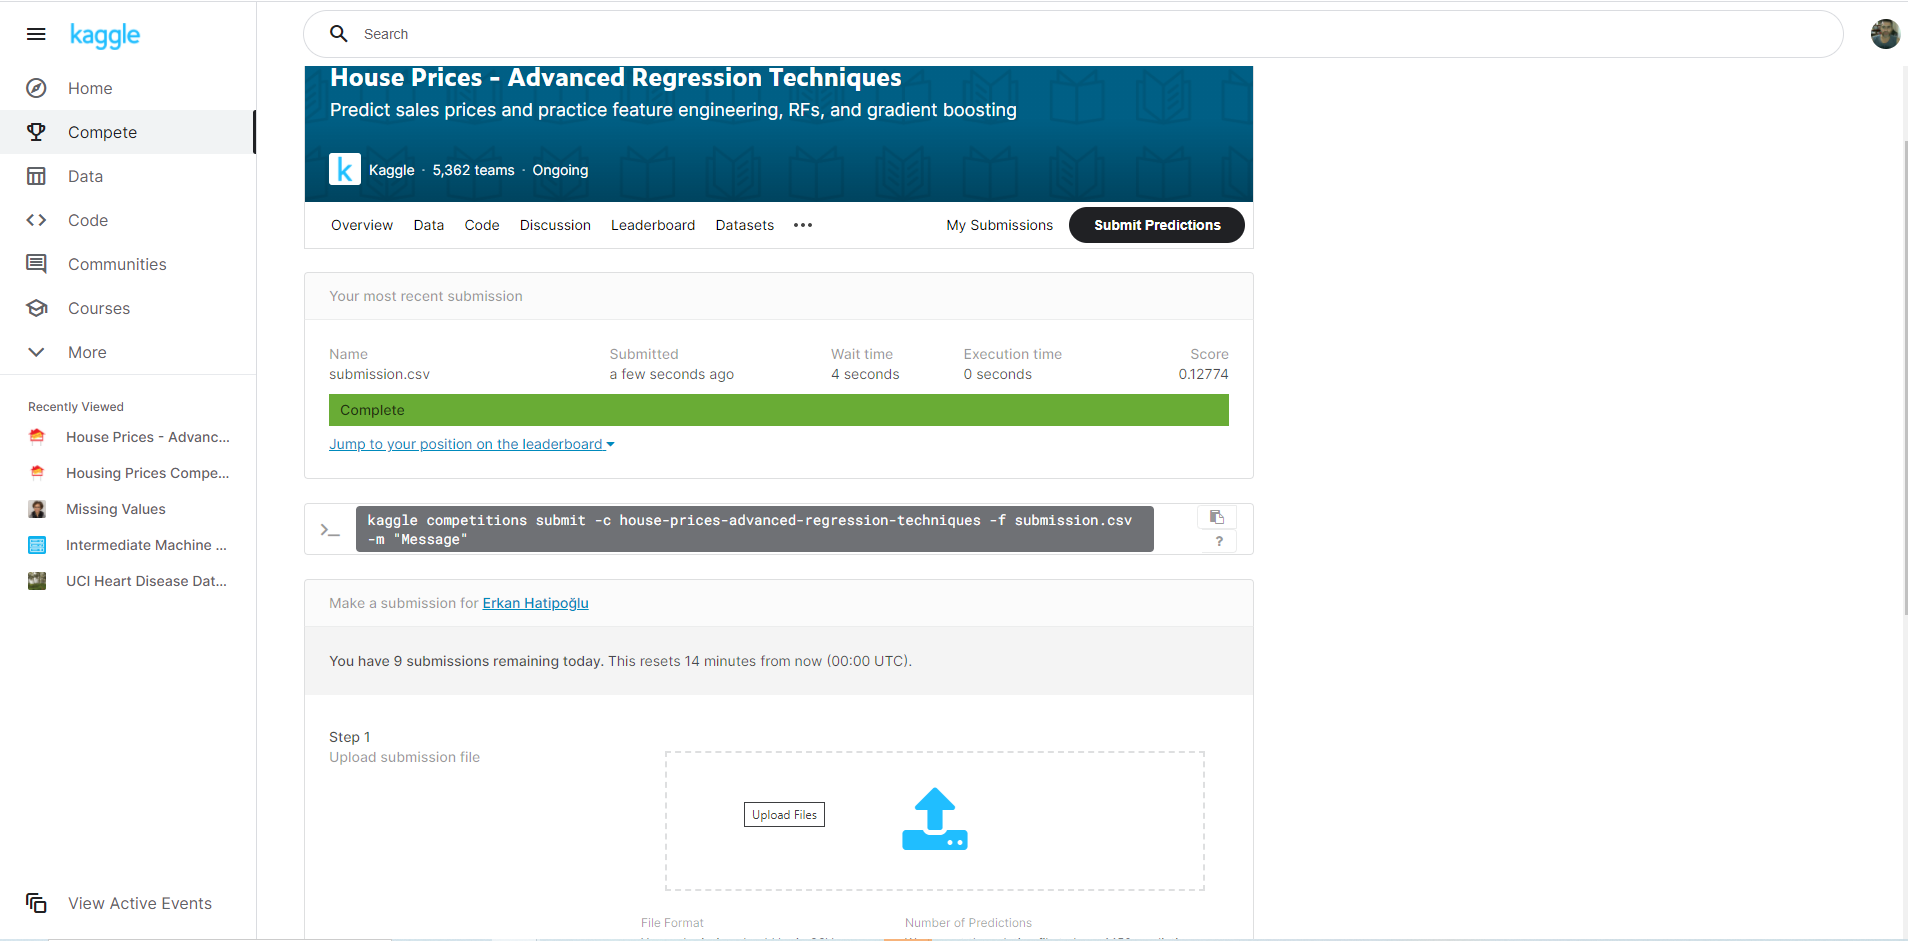 kaggle
Search
Home
Compete
Data
Code
Communities
Courses
More
Recently Viewed
House Prices - Advanc...
Housing Prices Compe...
Missing Values
Intermediate Machine ...
UCI Heart Disease Dat...
View Active Events
House Prices - Advanced Regression Techniques
Predict sales prices and practice feature engineering, RFs, and gradient boosting
k
Kaggle · 5,362 teams · Ongoing
Overview Data Code Discussion Leaderboard Datasets ••• My Submissions Submit Predictions
Your most recent submission
Name Submitted Wait time Execution time Score
submission.csv a few seconds ago 4 seconds 0 seconds 0.12774
Complete
Jump to your position on the leaderboard
>_ kaggle competitions submit -c house-prices-advanced-regression-techniques -f submission.csv
-m "Message"
?
Make a submission for Erkan Hatipoğlu
You have 9 submissions remaining today. This resets 14 minutes from now (00:00 UTC).
Step 1
Upload submission file
Upload Files
File Format Number of Predictions